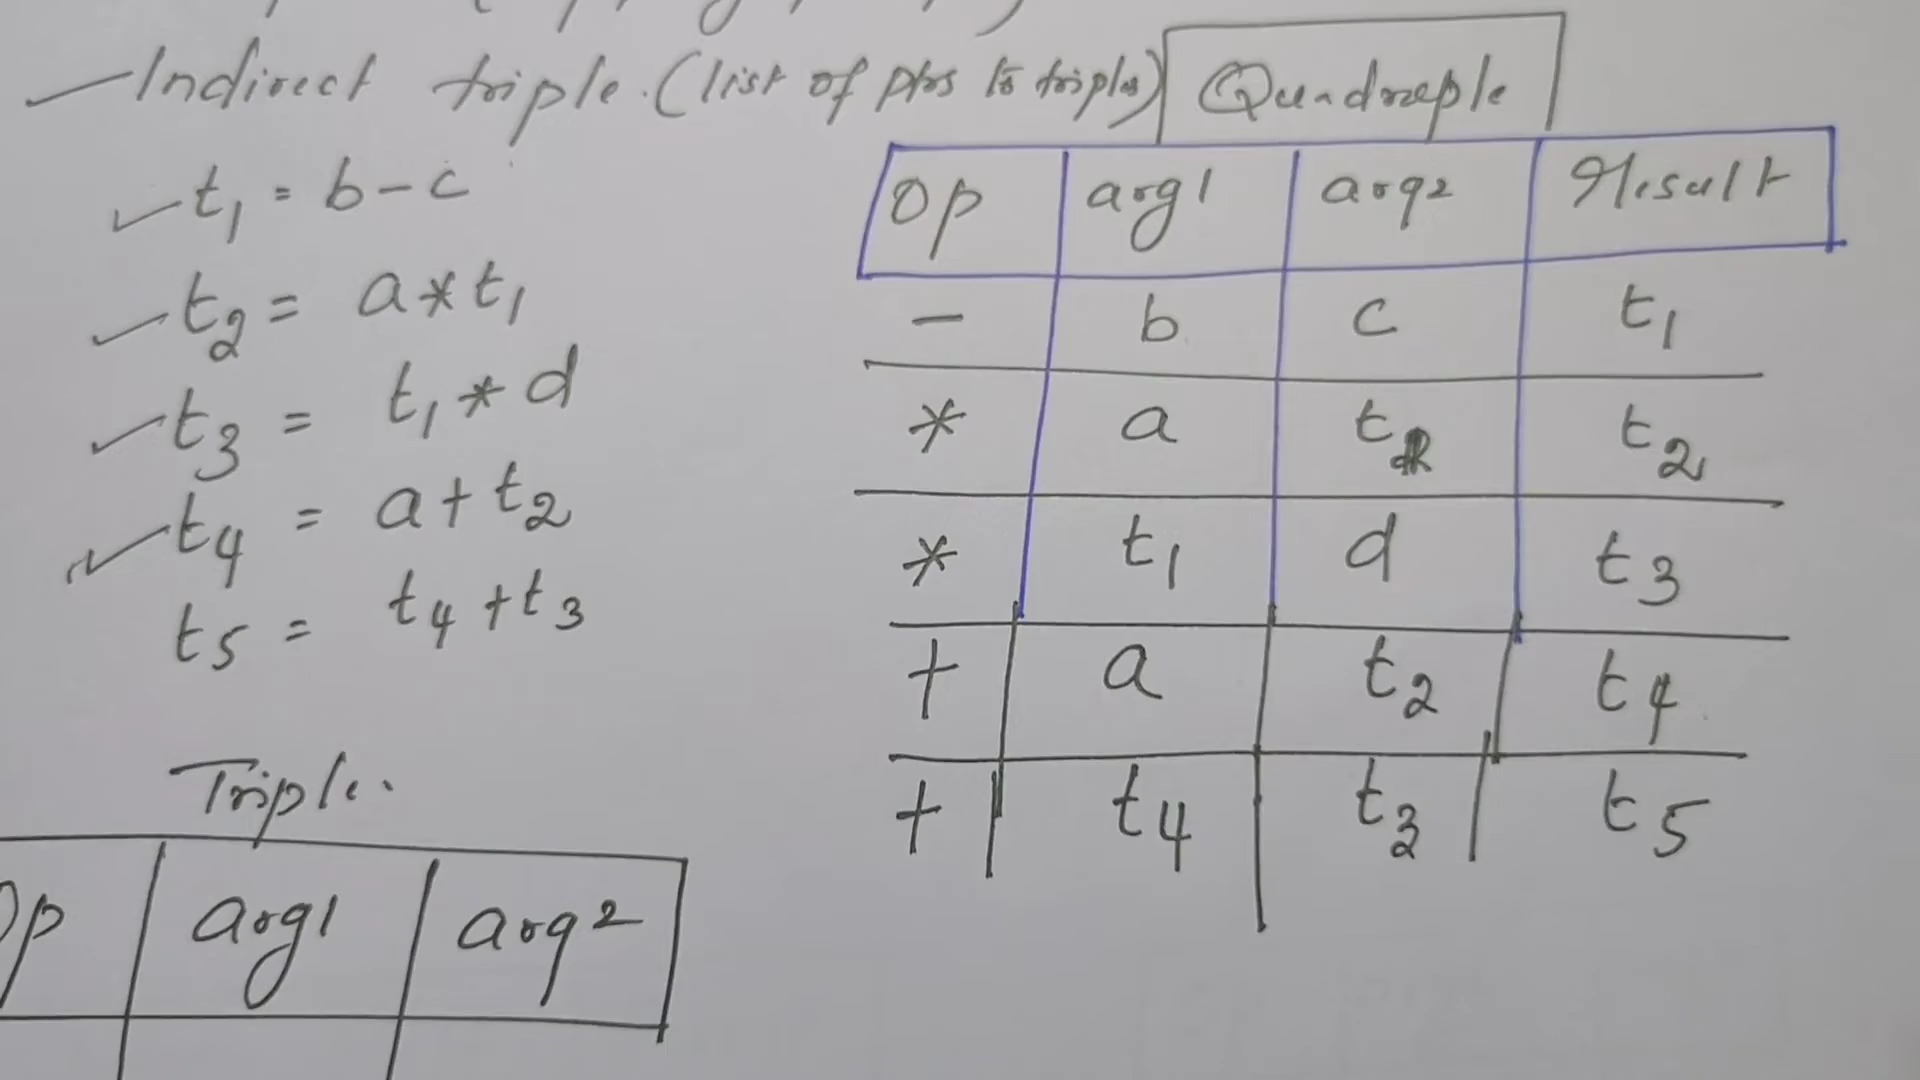 Indirect triple. (list of ptrs to triples)
t1 = b - c
t2 = a * t1
t3 = t1 * d
t4 = a + t2
t5 = t4 + t3
Quadruple
Op arg1 arg2 Result
- b c t1
* a t t2
* t1 d t3
+ a t2 t4
+ t4 t3 t5
Triple.
Op arg1 arg2